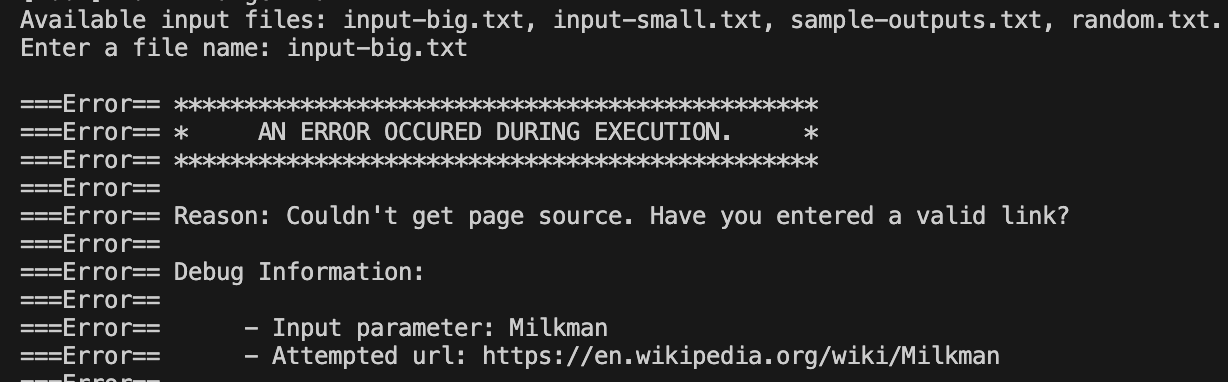 Available input files: input-big.txt, input-small.txt, sample-outputs.txt, random.txt.
Enter a file name: input-big.txt
===Error== **********************************************
===Error== *     AN ERROR OCCURED DURING EXECUTION.     *
===Error== **********************************************
===Error==
===Error== Reason: Couldn't get page source. Have you entered a valid link?
===Error==
===Error== Debug Information:
===Error==
===Error==      - Input parameter: Milkman
===Error==      - Attempted url: https://en.wikipedia.org/wiki/Milkman
===Error==